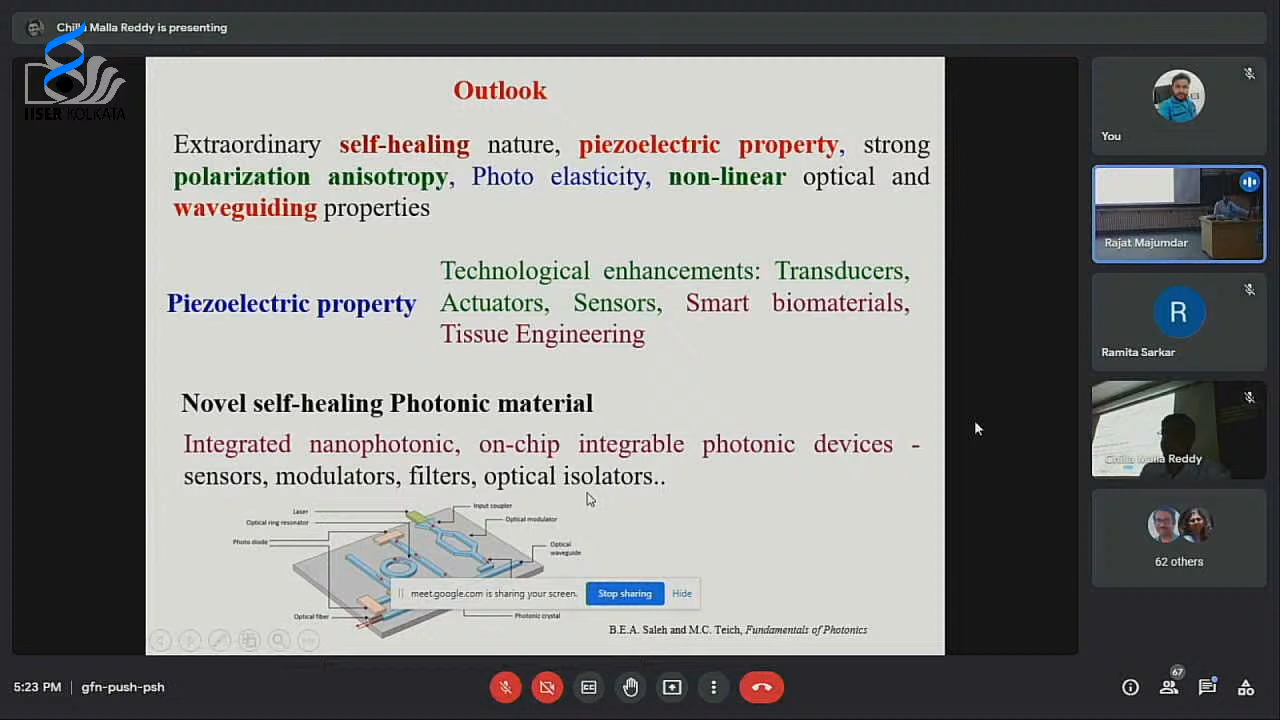 Chilla Malla Reddy is presenting
IISER KOLKATA
Outlook
Extraordinary self-healing nature, piezoelectric property, strong
polarization anisotropy, Photo elasticity, non-linear optical and
waveguiding properties
Piezoelectric property
Technological enhancements: Transducers,
Actuators, Sensors, Smart biomaterials,
Tissue Engineering
Novel self-healing Photonic material
Integrated nanophotonic, on-chip integrable photonic devices -
sensors, modulators, filters, optical isolators..
Laser
Input coupler
Optical ring resonator
Optical modulator
Photo diode
Optical
waveguide
meet.google.com is sharing your screen.
Stop sharing
Hide
Optical fiber
Photonic crystal
B.E.A. Saleh and M.C. Teich, Fundamentals of Photonics
You
Rajat Majumdar
R
Ramita Sarkar
Chilla Malla Reddy
62 others
5:23 PM | gfn-push-psh
67